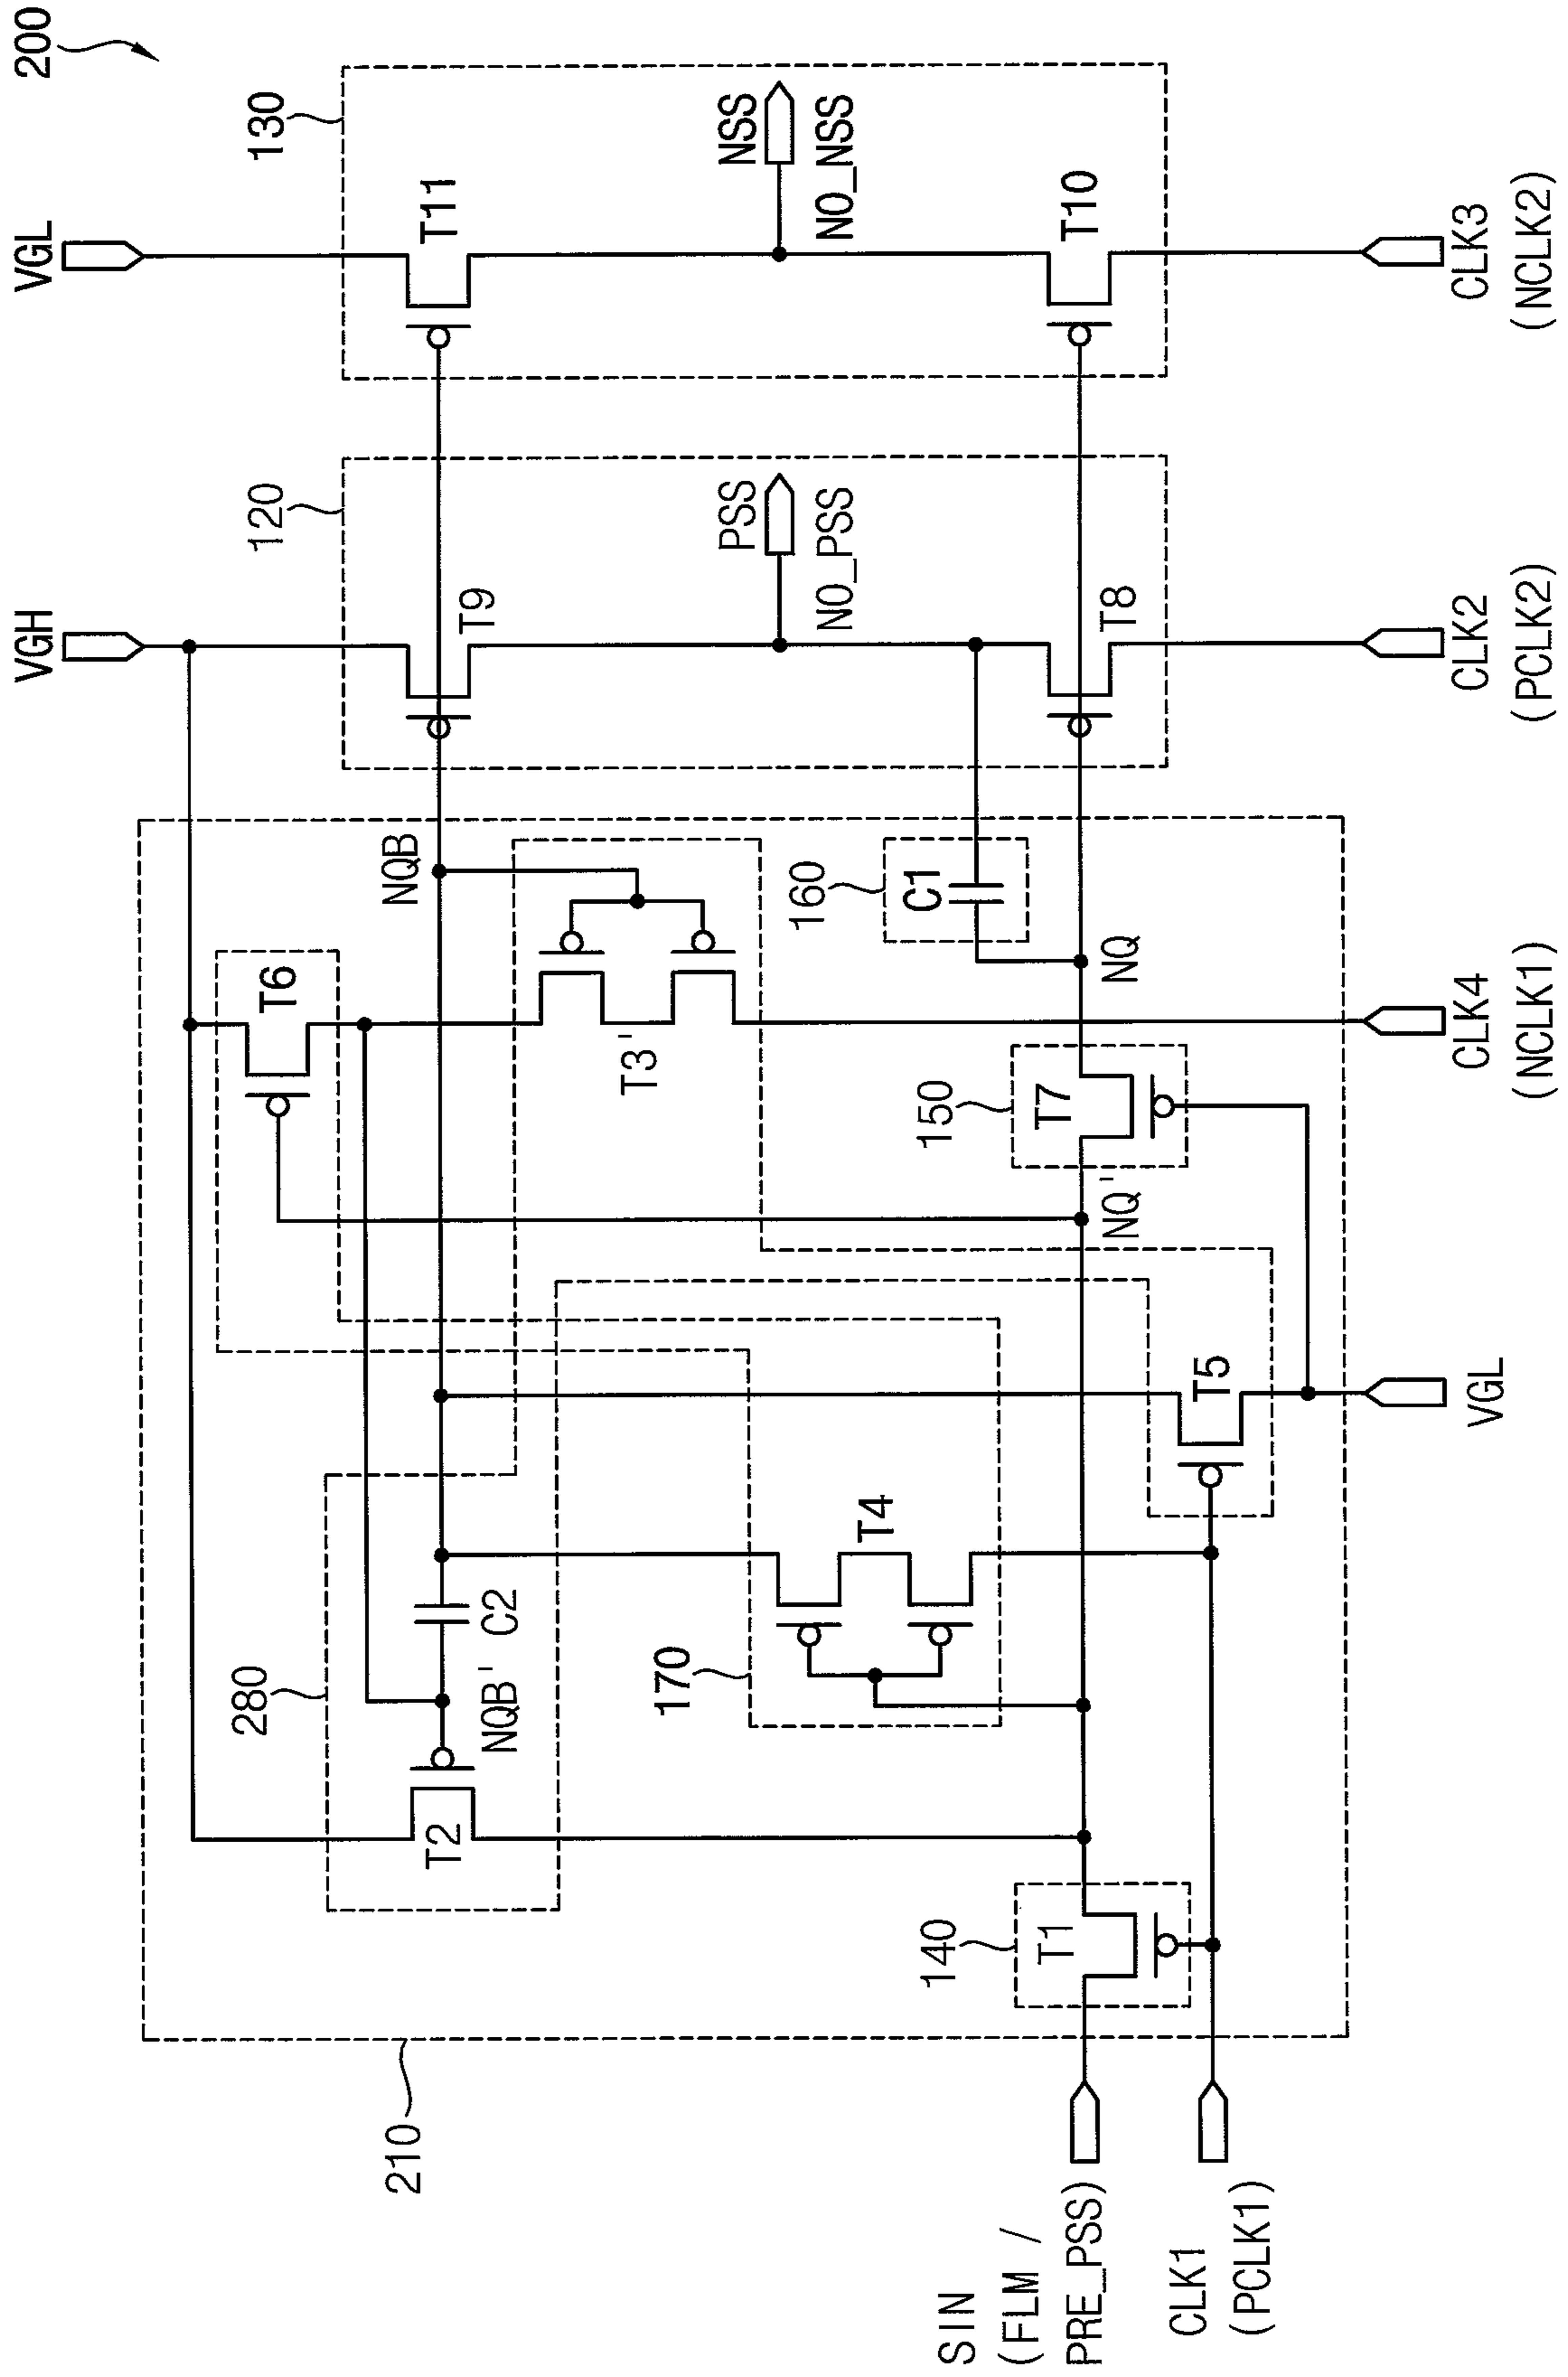 200
VGL
130
T11
NSS
NO_NSS
T10
CLK3
(NCLK2)
VGH
120
T9
PSS
NO_PSS
T8
CLK2
(PCLK2)
NQB
160
C1
NQ
T6
T3'
150
T7
NQ'
CLK4
(NCLK1)
T5
VGL
280
C2
NQB'
T2
170
T4
140
T1
210
SIN
(FLM /
PRE_PSS)
CLK1
(PCLK1)